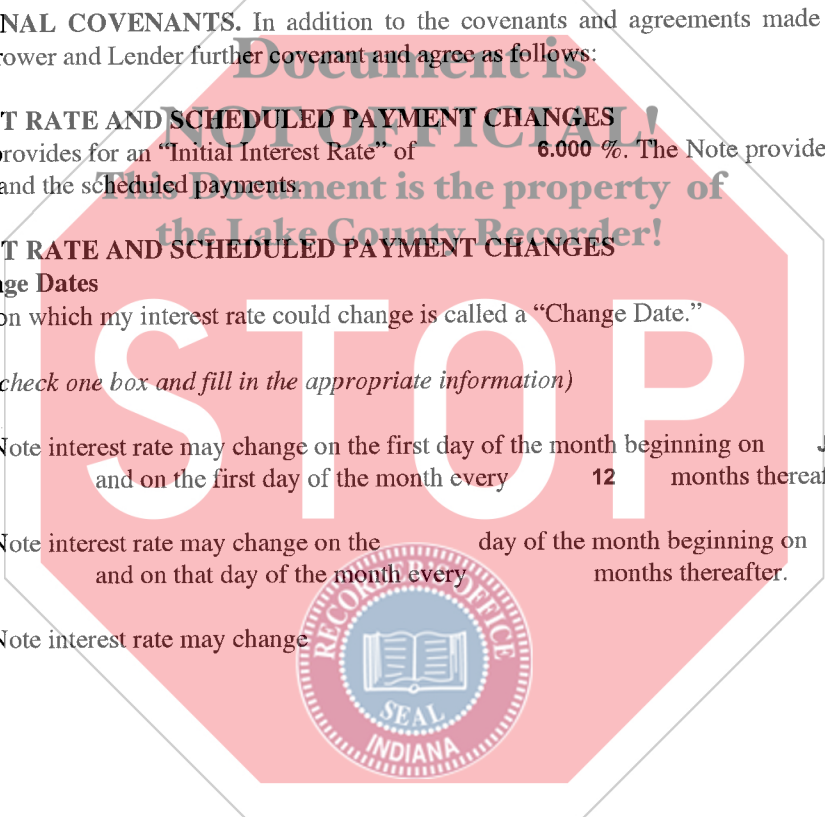 NAL COVENANTS. In addition to the covenants and agreements made
rower and Lender further covenant and agree as follows:
Document is
NOT OFFICIAL!
This Document is the property of
the Lake County Recorder!
T RATE AND SCHEDULED PAYMENT CHANGES
rovides for an “Initial Interest Rate” of 6.000 %. The Note provide
and the scheduled payments.
T RATE AND SCHEDULED PAYMENT CHANGES
ge Dates
on which my interest rate could change is called a “Change Date.”
STOP
check one box and fill in the appropriate information)
Note interest rate may change on the first day of the month beginning on J
and on the first day of the month every 12 months thereaf
Note interest rate may change on the day of the month beginning on
and on that day of the month every months thereafter.
Note interest rate may change
RECORDER'S OFFICE
SEAL
INDIANA